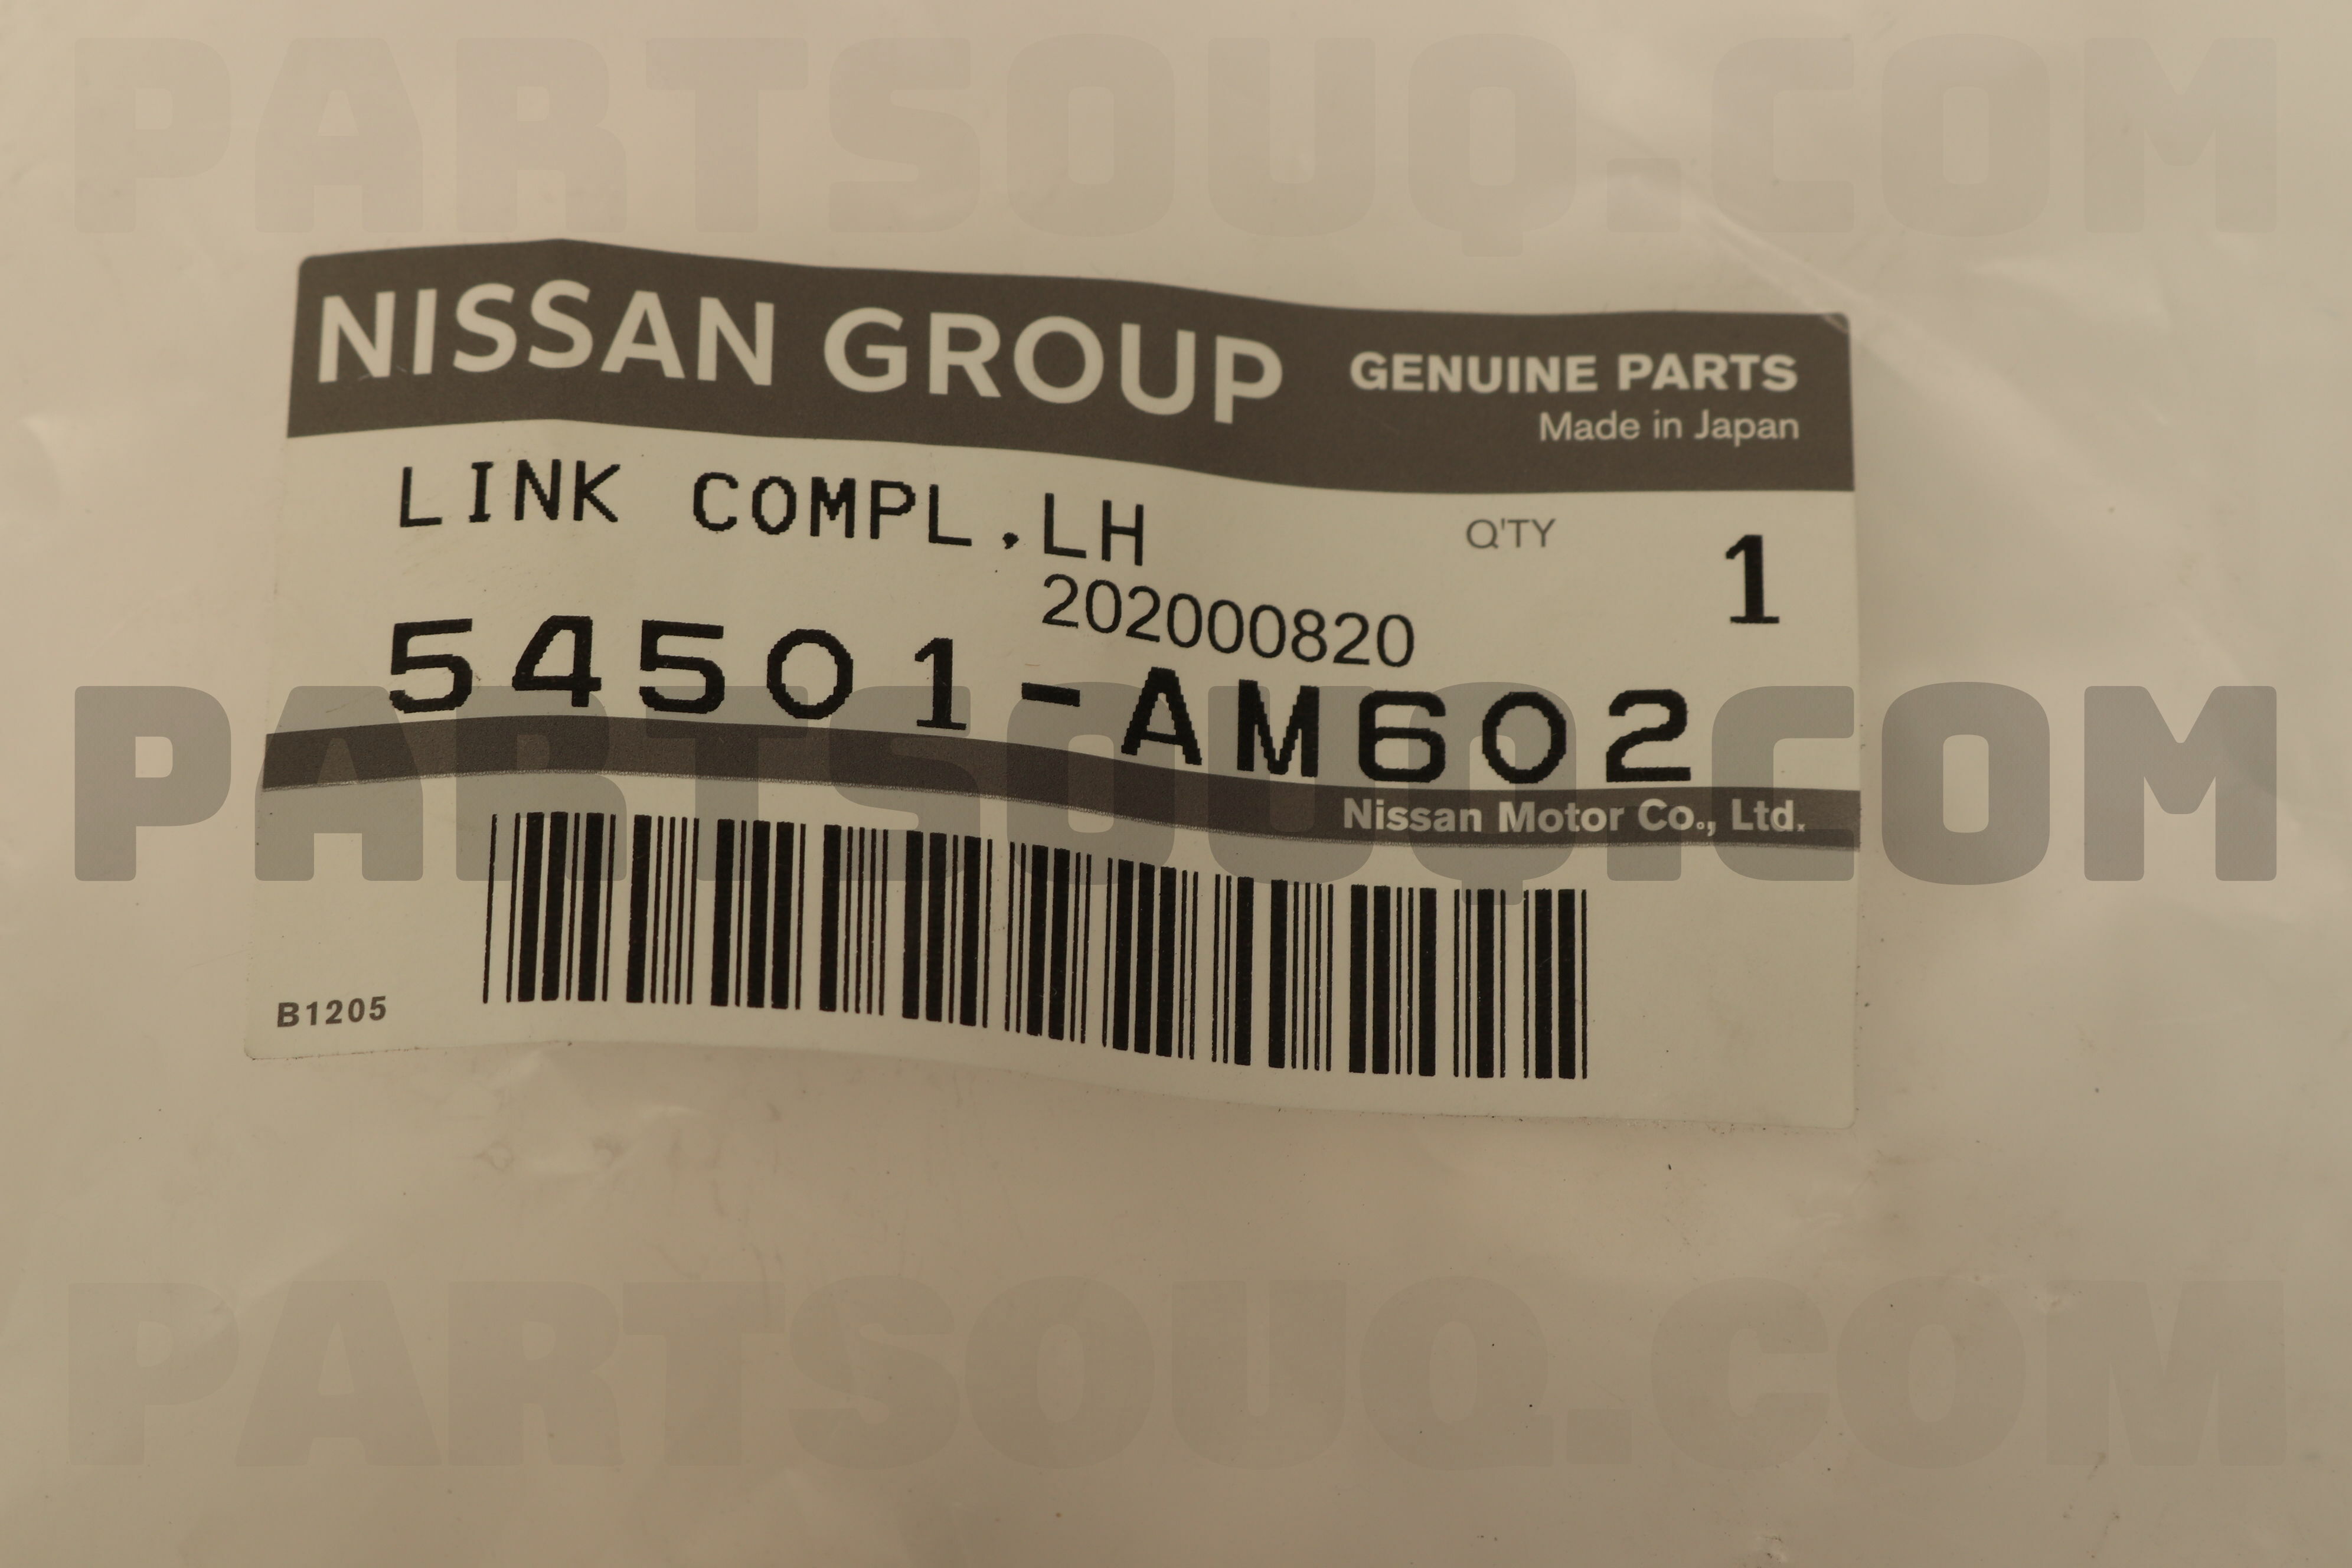 PARTSOUQ.COM
NISSAN GROUP
GENUINE PARTS
Made in Japan
LINK COMPL.LH
Q'TY 1
202000820
54501-AM602
PARTSOUQ.COM
Nissan Motor Co., Ltd.
B1205
PARTSOUQ.COM